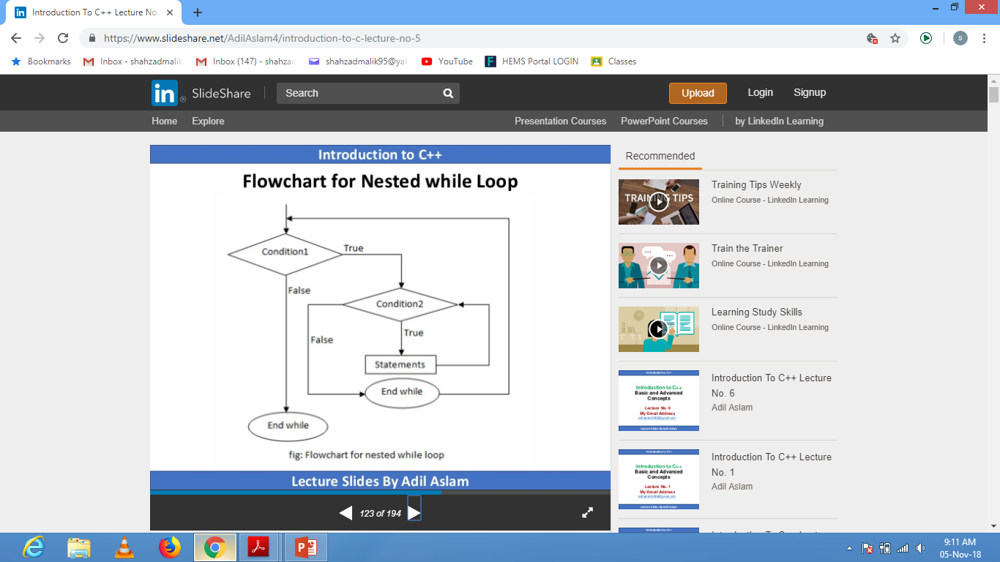 Introduction To C++ Lecture No.
https://www.slideshare.net/AdilAslam4/introduction-to-c-lecture-no-5
S
Bookmarks
Inbox - shahzadmalik
Inbox (147) - shahzad
shahzadmalik95@yah
YouTube
HEMS Portal LOGIN
Classes
in SlideShare
Search
Upload
Login
Signup
Home
Explore
Presentation Courses
PowerPoint Courses
by LinkedIn Learning
Introduction to C++
Flowchart for Nested while Loop
Condition1
True
False
Condition2
True
False
Statements
End while
End while
fig: Flowchart for nested while loop
Lecture Slides By Adil Aslam
123 of 194
Recommended
TRAINING TIPS
Training Tips Weekly
Online Course - LinkedIn Learning
Train the Trainer
Online Course - LinkedIn Learning
Learning Study Skills
Online Course - LinkedIn Learning
Introduction to C++
Introduction to C++
Basic and Advanced
Concepts
Lecture No. 6
My Email Address
Lecture Slides By Adil Aslam
Introduction To C++ Lecture
No. 6
Adil Aslam
Introduction to C++
Introduction to C++
Basic and Advanced
Concepts
Lecture No. 1
My Email Address
Lecture Slides By Adil Aslam
Introduction To C++ Lecture
No. 1
Adil Aslam
9:11 AM
05-Nov-18